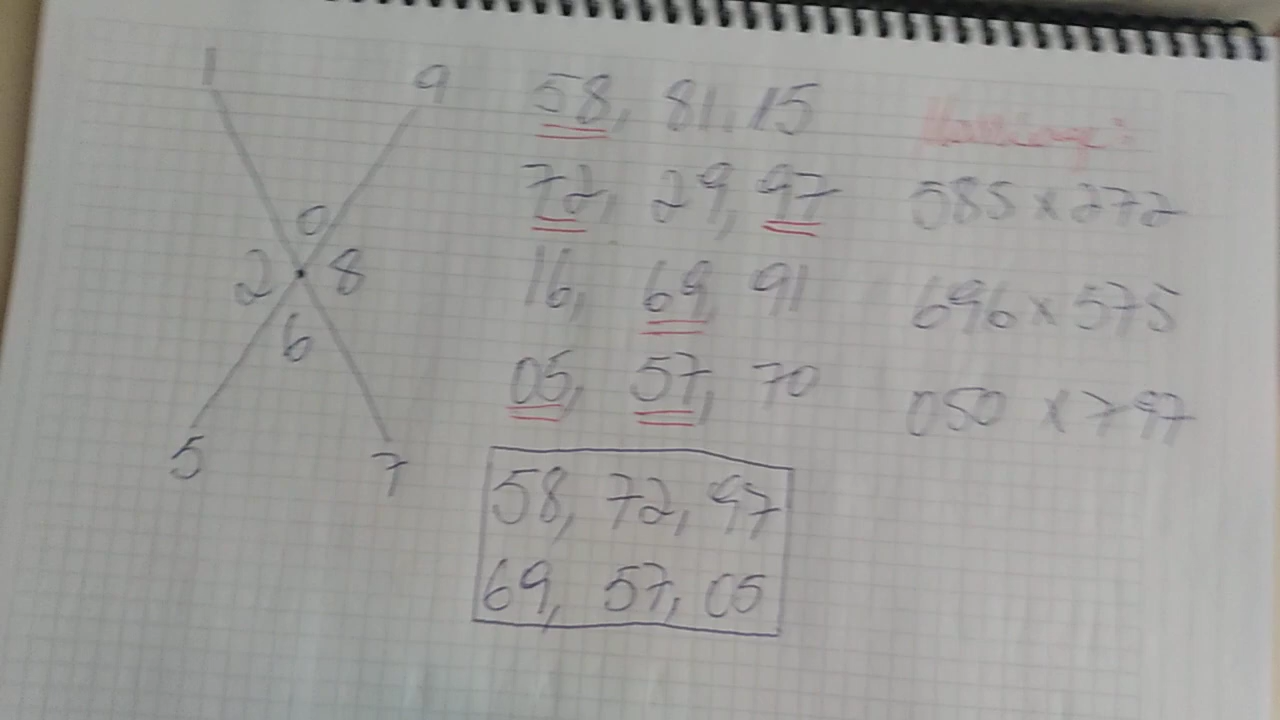 1
9
0
2
8
6
5
7
58, 81. 15
72, 29, 97
16, 69, 91
05, 57, 70
58, 72, 97
69, 57, 05
Marriage:
585 x 272
696 x 575
050 x 797